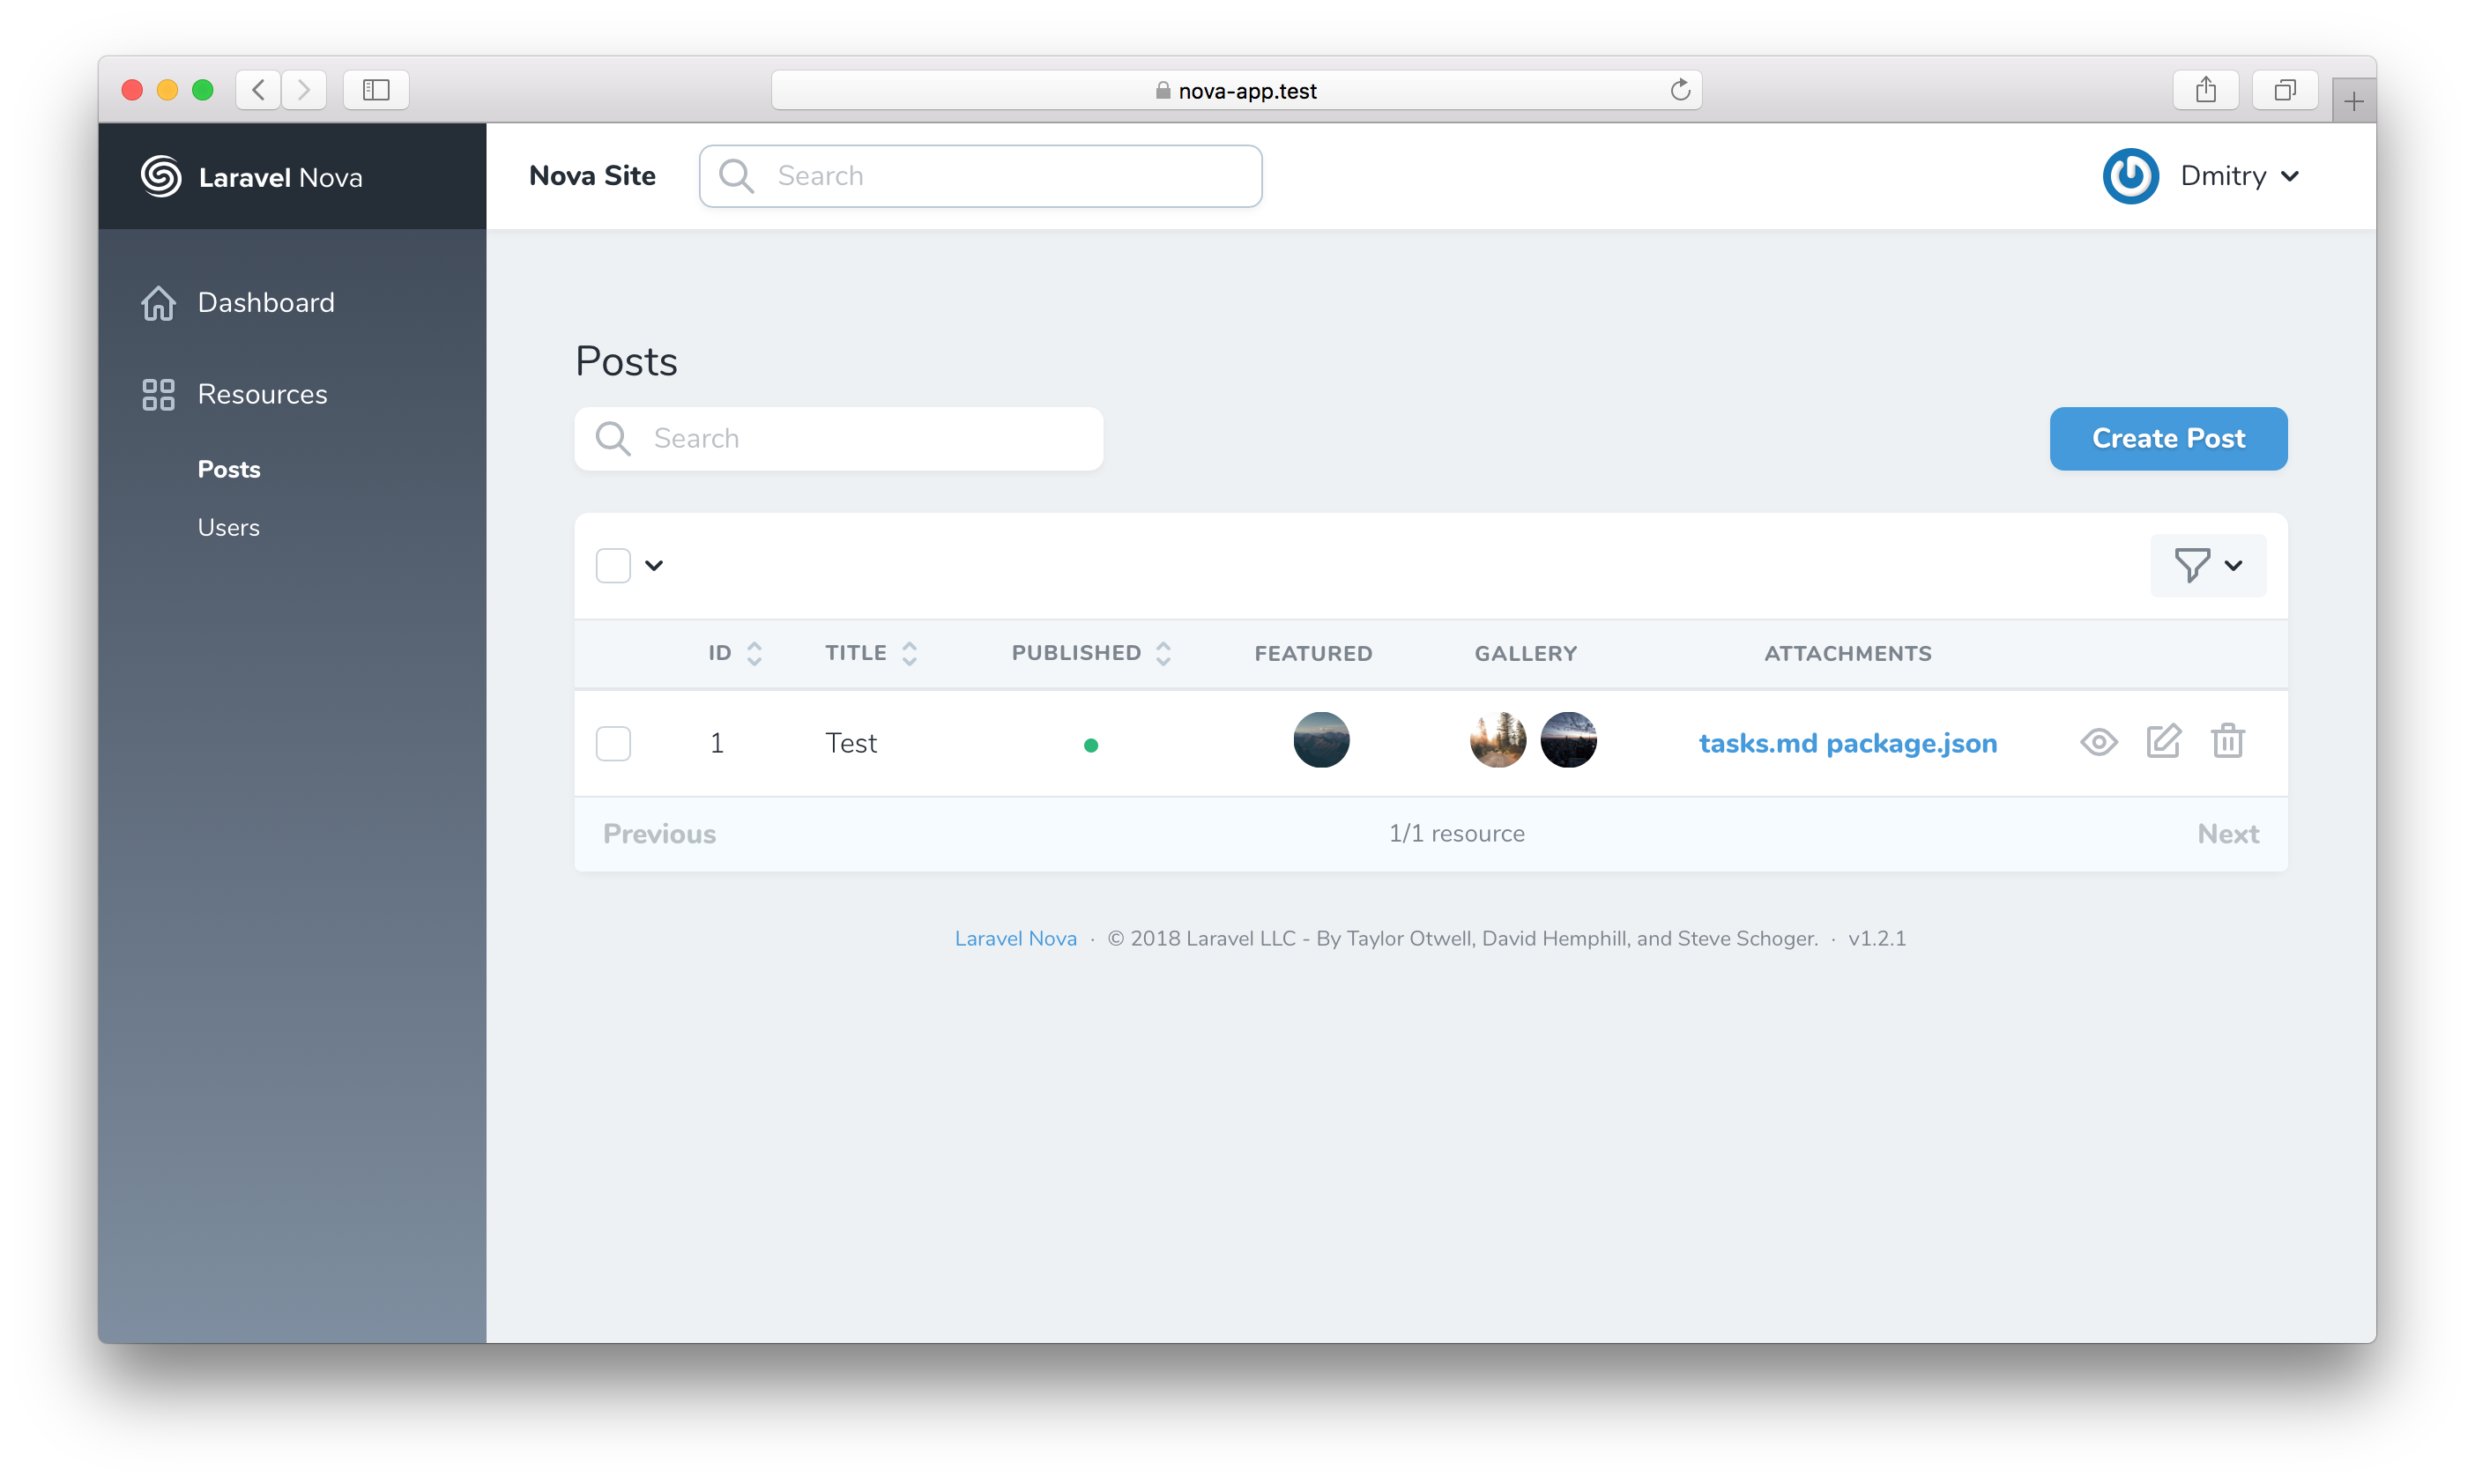 nova-app.test
Laravel Nova
Nova Site
Search
Dmitry
Dashboard
Resources
Posts
Users
Posts
Search
Create Post
ID TITLE PUBLISHED FEATURED GALLERY ATTACHMENTS
1 Test tasks.md package.json
Previous 1/1 resource Next
Laravel Nova · © 2018 Laravel LLC - By Taylor Otwell, David Hemphill, and Steve Schoger. · v1.2.1